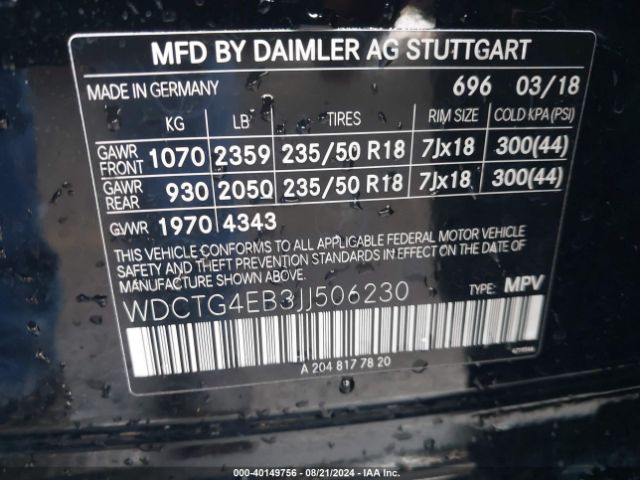 MFD BY DAIMLER AG STUTTGART
MADE IN GERMANY 696 03/18
KG LB TIRES RIM SIZE COLD KPA (PSI)
GAWR FRONT 1070 2359 235/50 R18 7Jx18 300(44)
GAWR REAR 930 2050 235/50 R18 7Jx18 300(44)
GVWR 1970 4343
THIS VEHICLE CONFORMS TO ALL APPLICABLE FEDERAL MOTOR VEHICLE
SAFETY AND THEFT PREVENTION STANDARDS IN EFFECT ON THE DATE OF
MANUFACTURE SHOWN ABOVE.
WDCTG4EB3JJ506230 TYPE: MPV
A 204 817 78 20
COPART: 40149756 - 08/21/2024 - IAA Inc.